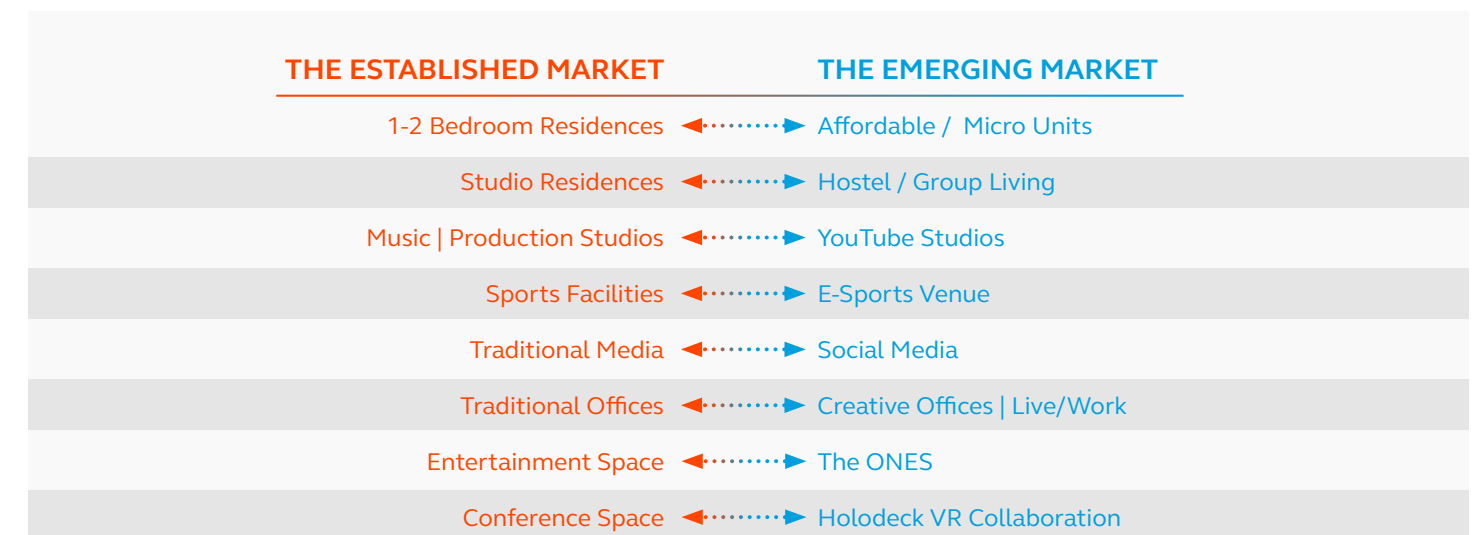 THE ESTABLISHED MARKET THE EMERGING MARKET
1-2 Bedroom Residences Affordable / Micro Units
Studio Residences Hostel / Group Living
Music | Production Studios YouTube Studios
Sports Facilities E-Sports Venue
Traditional Media Social Media
Traditional Offices Creative Offices | Live/Work
Entertainment Space The ONES
Conference Space Holodeck VR Collaboration